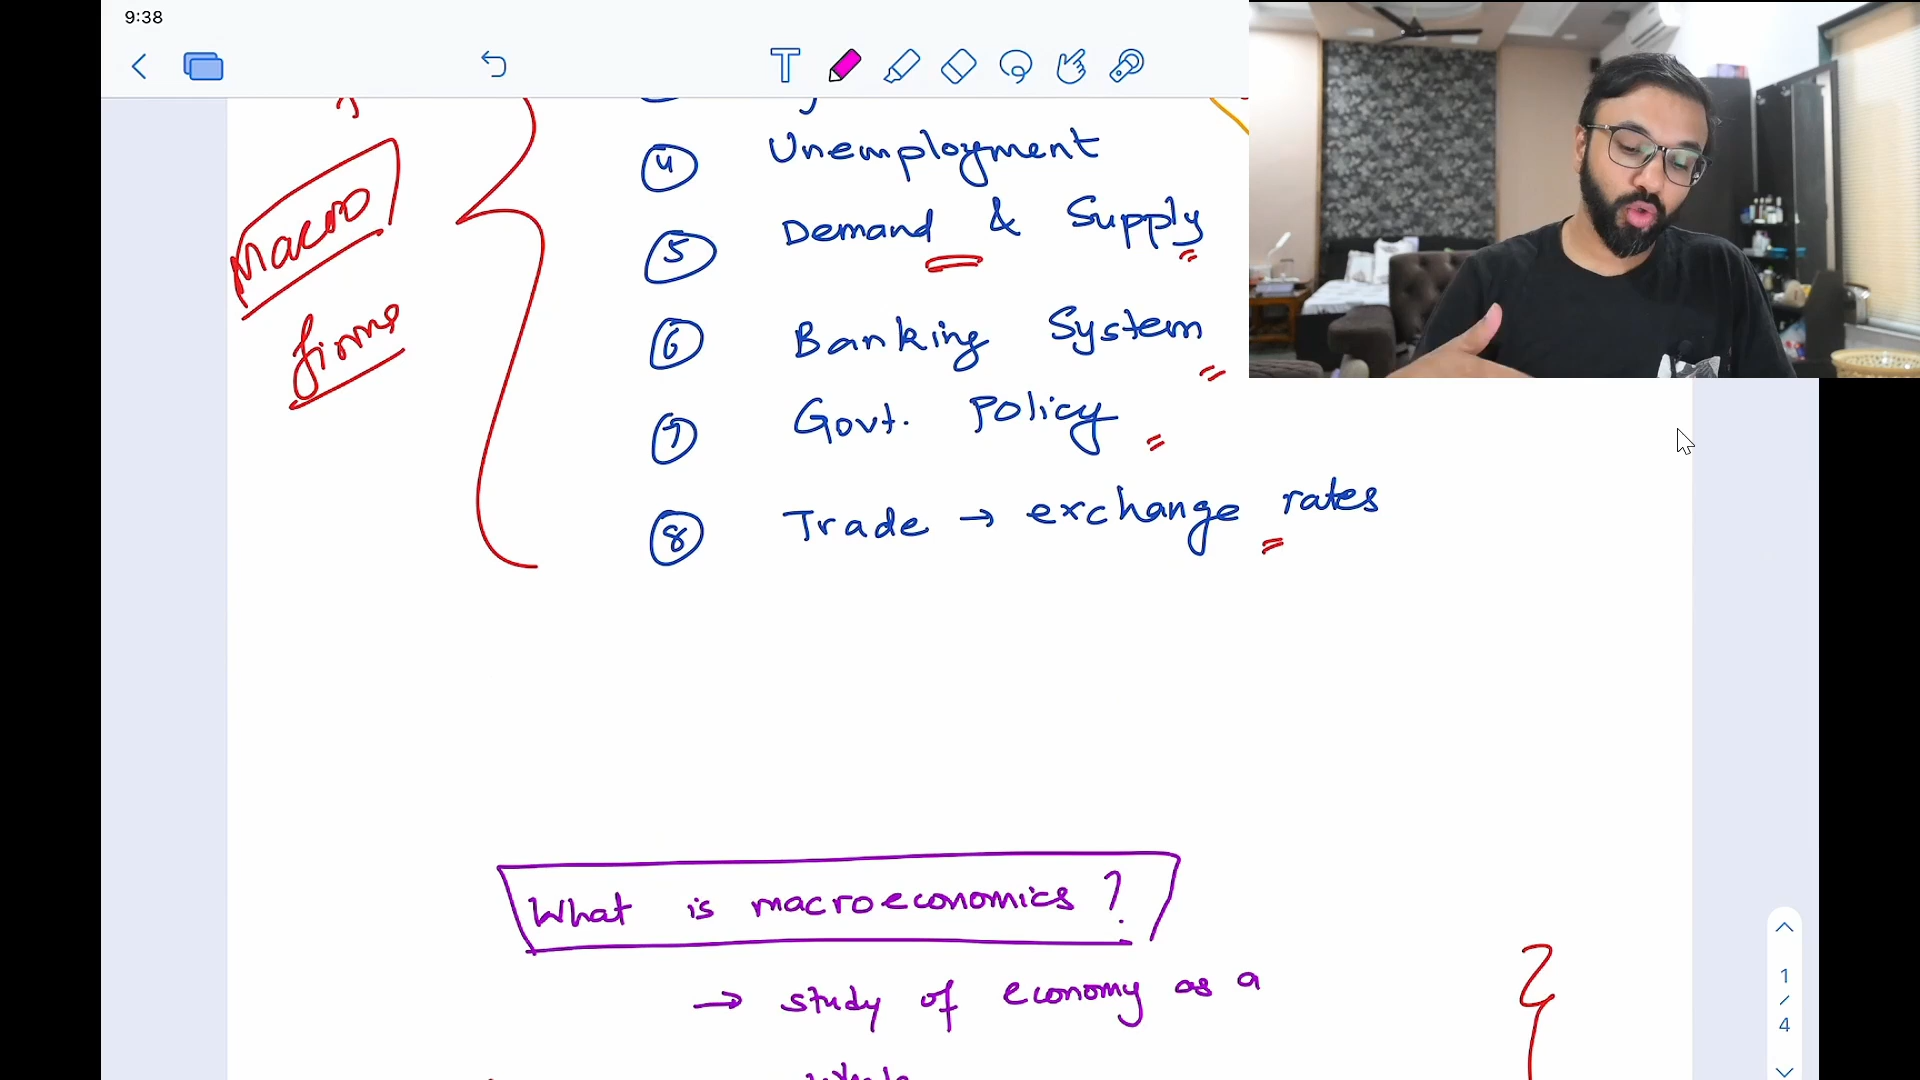 9:38
T
④ Unemployment
Macro
⑤ Demand & Supply
firms
⑥ Banking System
⑦ Govt. Policy
⑧ Trade → exchange rates
What is macroeconomics ?
→ study of economy as a
1
/
4